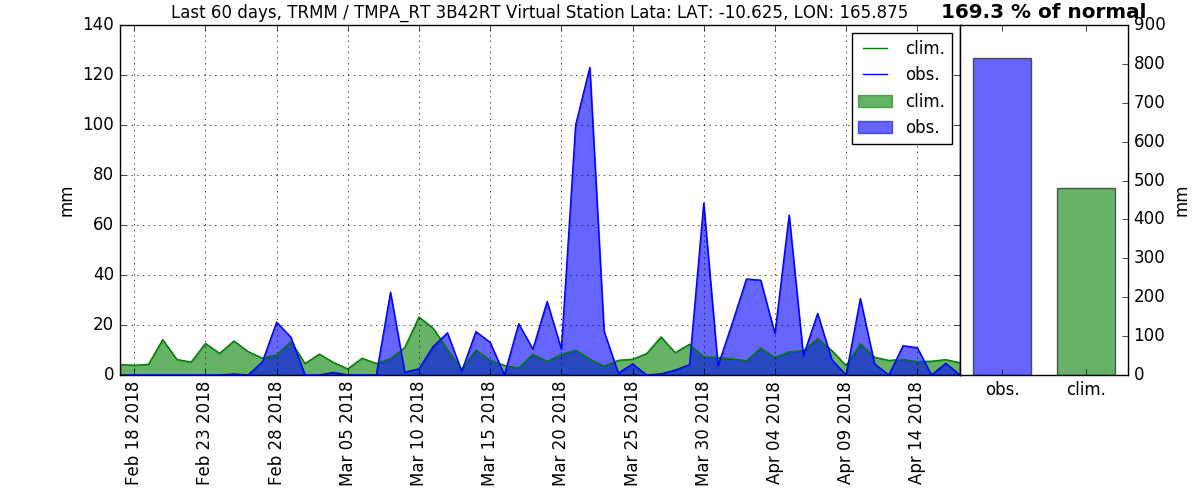 Last 60 days, TRMM / TMPA_RT 3B42RT Virtual Station Lata: LAT: -10.625, LON: 165.875
169.3 % of normal
140
120
100
80
60
40
20
0
mm
clim.
obs.
clim.
obs.
900
800
700
600
500
400
300
200
100
0
mm
Feb 18 2018
Feb 23 2018
Feb 28 2018
Mar 05 2018
Mar 10 2018
Mar 15 2018
Mar 20 2018
Mar 25 2018
Mar 30 2018
Apr 04 2018
Apr 09 2018
Apr 14 2018
obs.
clim.